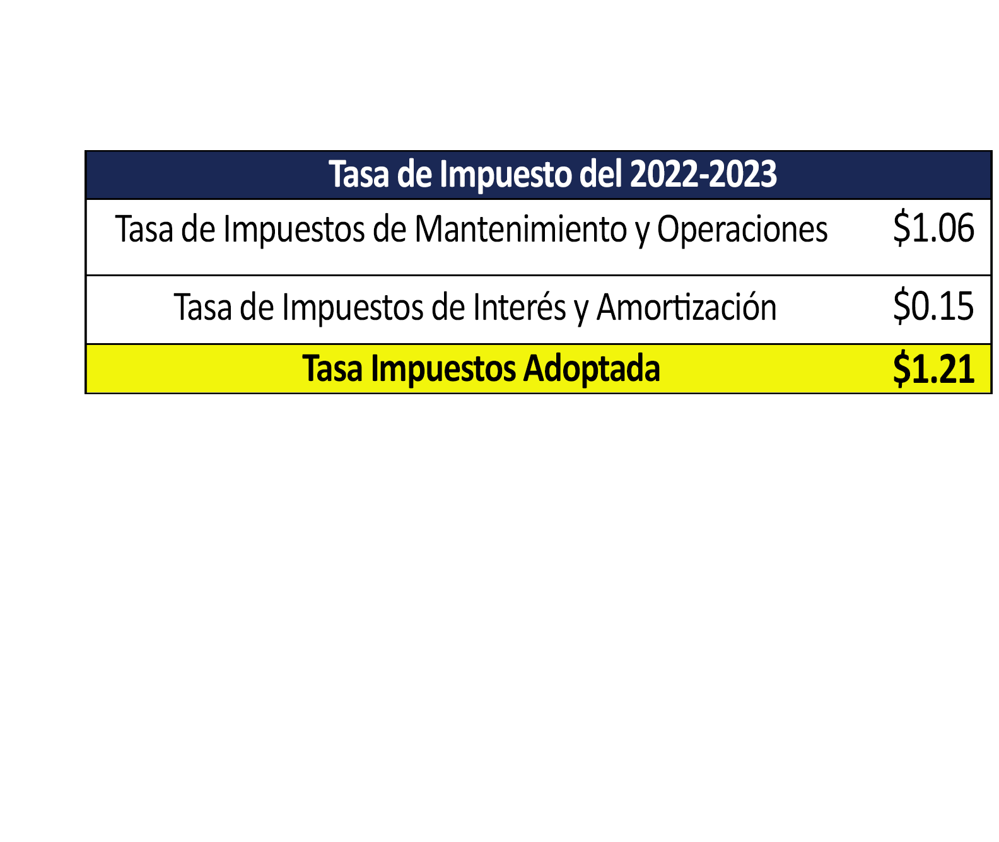 Tasa de Impuesto del 2022-2023
Tasa de Impuestos de Mantenimiento y Operaciones $1.06
Tasa de Impuestos de Interés y Amortización $0.15
Tasa Impuestos Adoptada $1.21